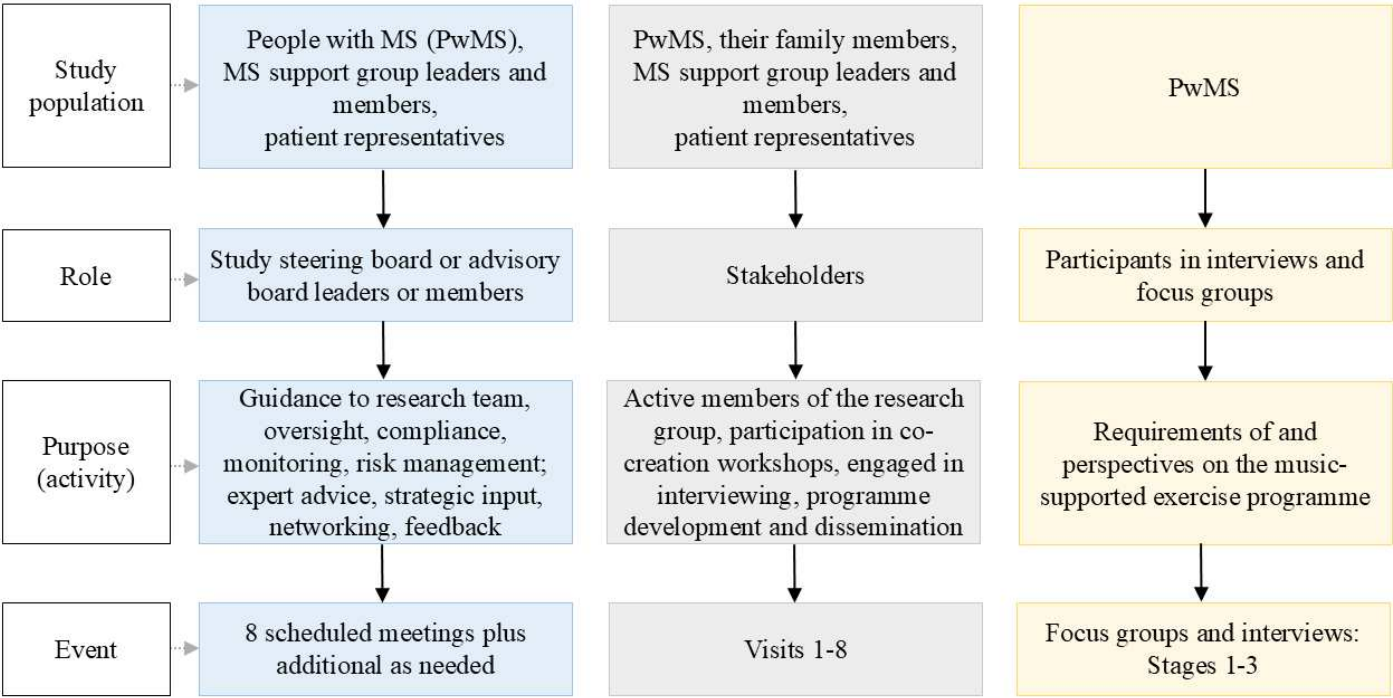 Study
population
People with MS (PwMS),
MS support group leaders and
members,
patient representatives
PwMS, their family members,
MS support group leaders and
members,
patient representatives
PwMS
Role
Study steering board or advisory
board leaders or members
Stakeholders
Participants in interviews and
focus groups
Purpose
(activity)
Guidance to research team,
oversight, compliance,
monitoring, risk management;
expert advice, strategic input,
networking, feedback
Active members of the research
group, participation in co-
creation workshops, engaged in
interviewing, programme
development and dissemination
Requirements of and
perspectives on the music-
supported exercise programme
Event
8 scheduled meetings plus
additional as needed
Visits 1-8
Focus groups and interviews:
Stages 1-3